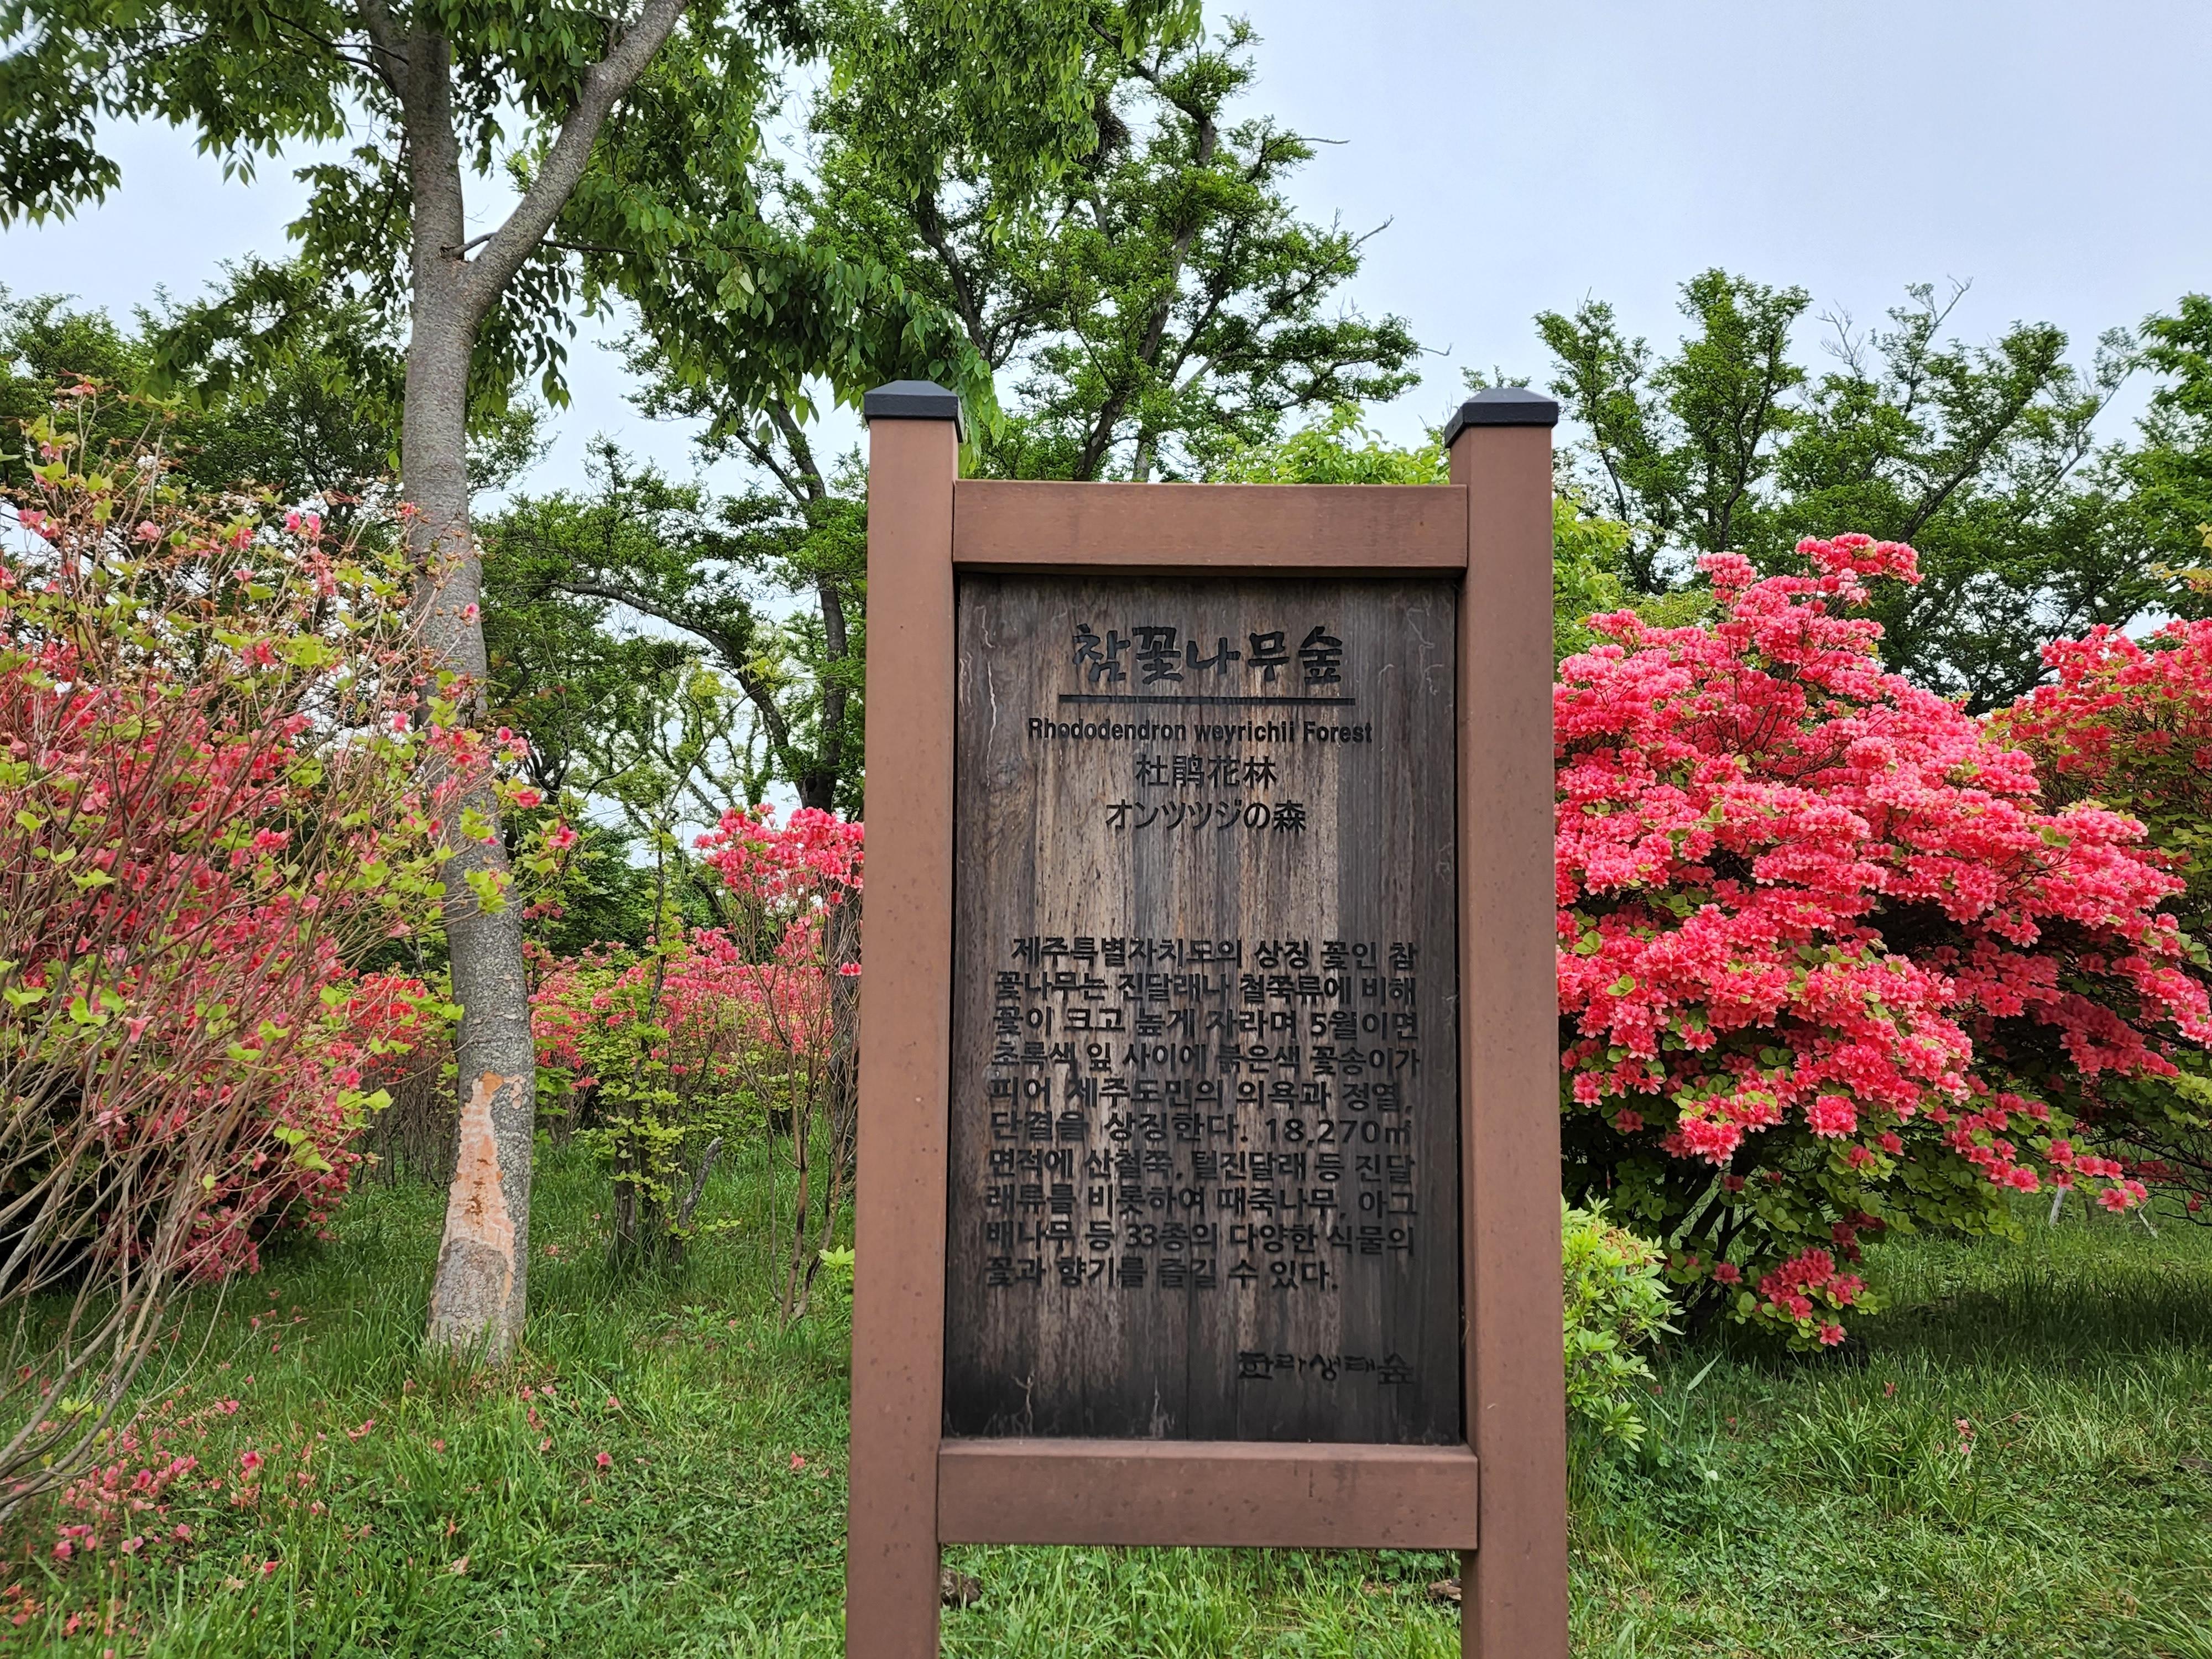 참꽃나무숲
Rhododendron weyrichii Forest
杜鹃花林
オンツツジの森
제주특별자치도의 상징 꽃인 참
꽃나무는 진달래나 철쭉류에 비해
꽃이 크고 높게 자라며 5월이면
초록색 잎 사이에 붉은색 꽃송이가
피어 제주도민의 의욕과 정열,
단결을 상징한다. 18,270㎡
면적에 산철쭉, 털진달래 등 진달
래류를 비롯하여 때죽나무, 아그
배나무 등 33종의 다양한 식물의
꽃과 향기를 즐길 수 있다.
한라생태숲